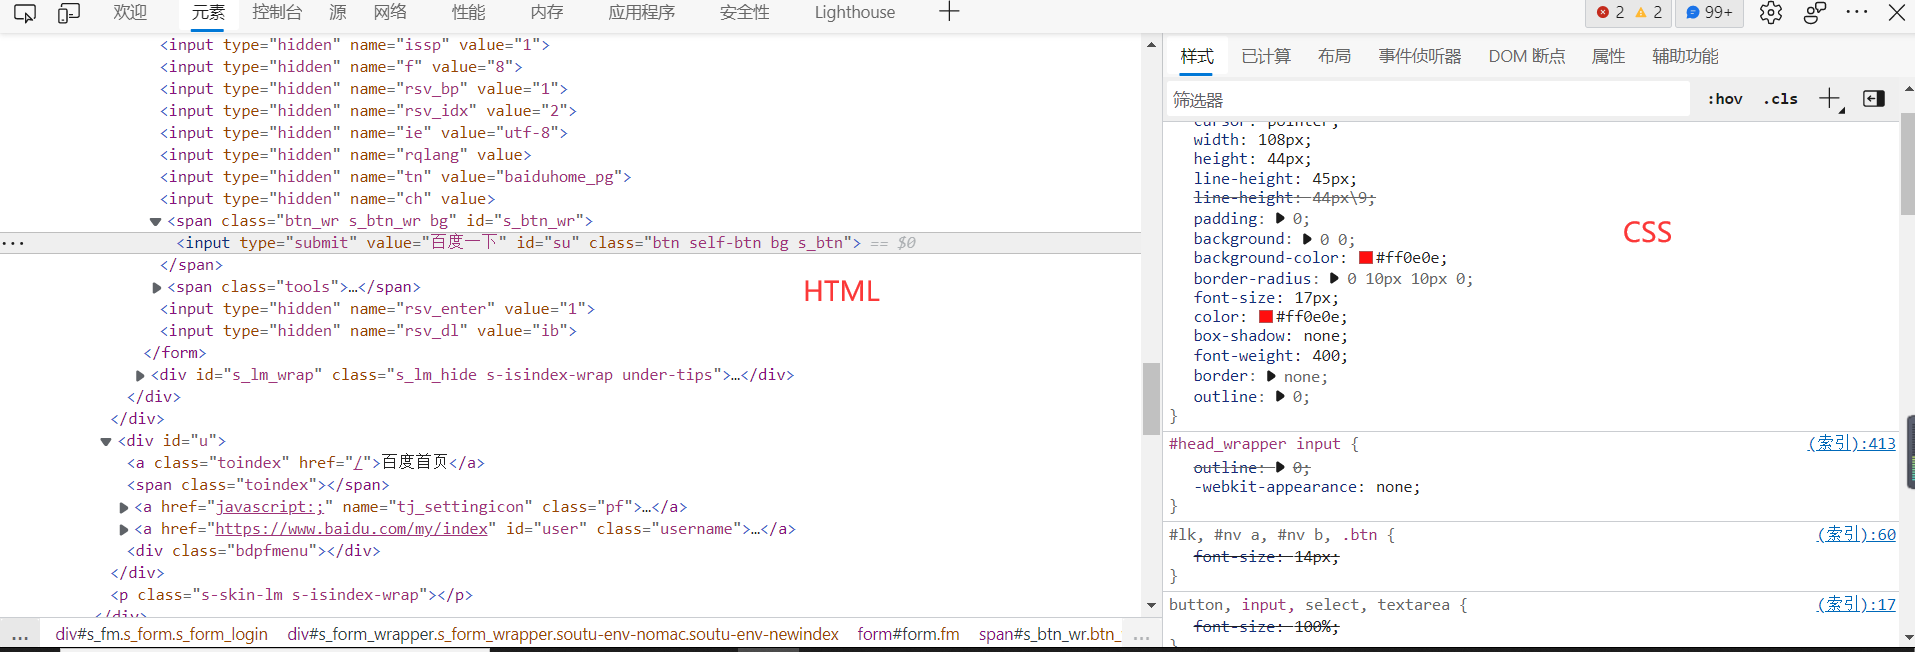 欢迎 元素 控制台 源 网络 性能 内存 应用程序 安全性 Lighthouse 2 2 99+
<input type="hidden" name="issp" value="1">
<input type="hidden" name="f" value="8">
<input type="hidden" name="rsv_bp" value="1">
<input type="hidden" name="rsv_idx" value="2">
<input type="hidden" name="ie" value="utf-8">
<input type="hidden" name="rqlang" value>
<input type="hidden" name="tn" value="baiduhome_pg">
<input type="hidden" name="ch" value>
<span class="btn_wr s_btn_wr bg" id="s_btn_wr">
<input type="submit" value="百度一下" id="su" class="btn self-btn bg s_btn"> == $0
</span>
<span class="tools">…</span>
<input type="hidden" name="rsv_enter" value="1">
<input type="hidden" name="rsv_dl" value="ib">
</form>
<div id="s_lm_wrap" class="s_lm_hide s-isindex-wrap under-tips">…</div>
</div>
</div>
<div id="u">
<a class="toindex" href="/">百度首页</a>
<span class="toindex"></span>
<a href="javascript:;" name="tj_settingicon" class="pf">…</a>
<a href="https://www.baidu.com/my/index" id="user" class="username">…</a>
<div class="bdpfmenu"></div>
</div>
<p class="s-skin-lm s-isindex-wrap"></p>
</div>
HTML
... div#s_fm.s_form.s_form_login div#s_form_wrapper.s_form_wrapper.soutu-env-nomac.soutu-env-newindex form#form.fm span#s_btn_wr.btn_ ...
样式 已计算 布局 事件侦听器 DOM 断点 属性 辅助功能
筛选器 :hov .cls
cursor: pointer;
width: 108px;
height: 44px;
line-height: 45px;
line-height: 44px\9;
padding: 0;
background: 0 0;
background-color: #ff0e0e;
border-radius: 0 10px 10px 0;
font-size: 17px;
color: #ff0e0e;
box-shadow: none;
font-weight: 400;
border: none;
outline: 0;
}
CSS
#head_wrapper input { (索引):413
outline: 0;
-webkit-appearance: none;
}
#lk, #nv a, #nv b, .btn { (索引):60
font-size: 14px;
}
button, input, select, textarea { (索引):17
font-size: 100%;
}